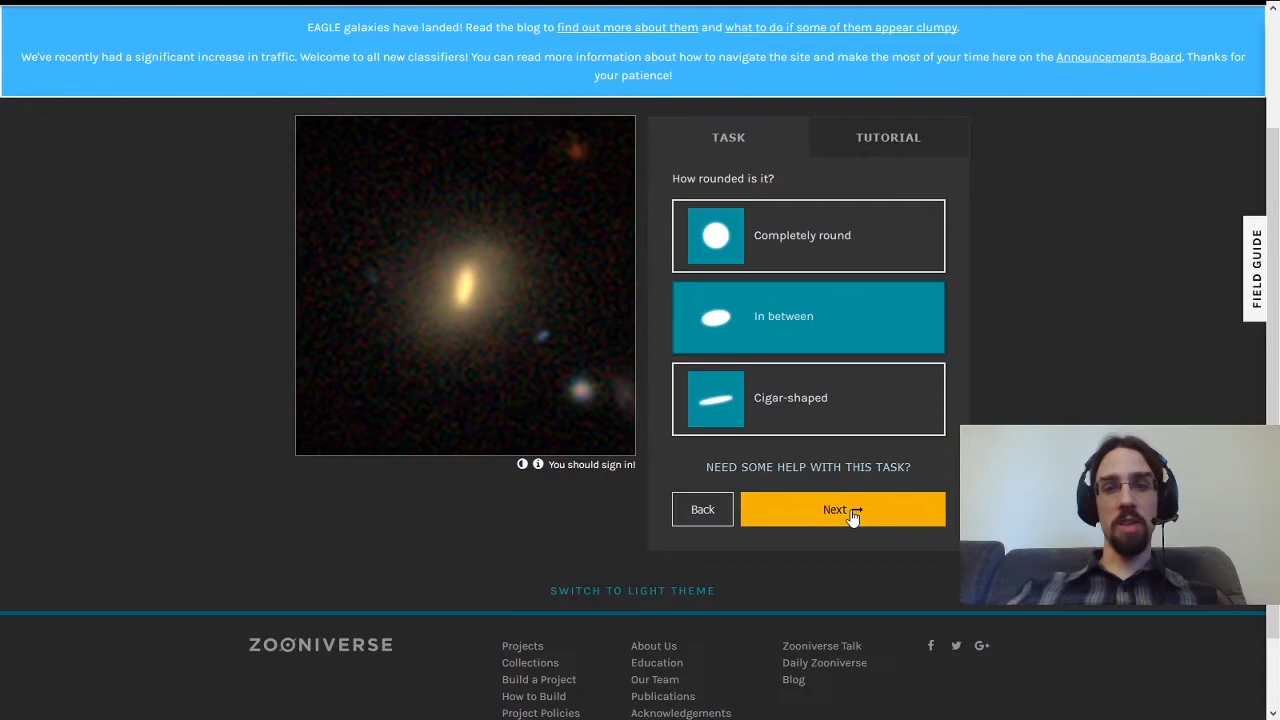 EAGLE galaxies have landed! Read the blog to find out more about them and what to do if some of them appear clumpy.
We've recently had a significant increase in traffic. Welcome to all new classifiers! You can read more information about how to navigate the site and make the most of your time here on the Announcements Board. Thanks for
your patience!
TASK
TUTORIAL
How rounded is it?
Completely round
In between
Cigar-shaped
NEED SOME HELP WITH THIS TASK?
Back
Next
You should sign in!
FIELD GUIDE
SWITCH TO LIGHT THEME
ZOONIVERSE
Projects
Collections
Build a Project
How to Build
Project Policies
About Us
Education
Our Team
Publications
Acknowledgements
Zooniverse Talk
Daily Zooniverse
Blog
f
G+